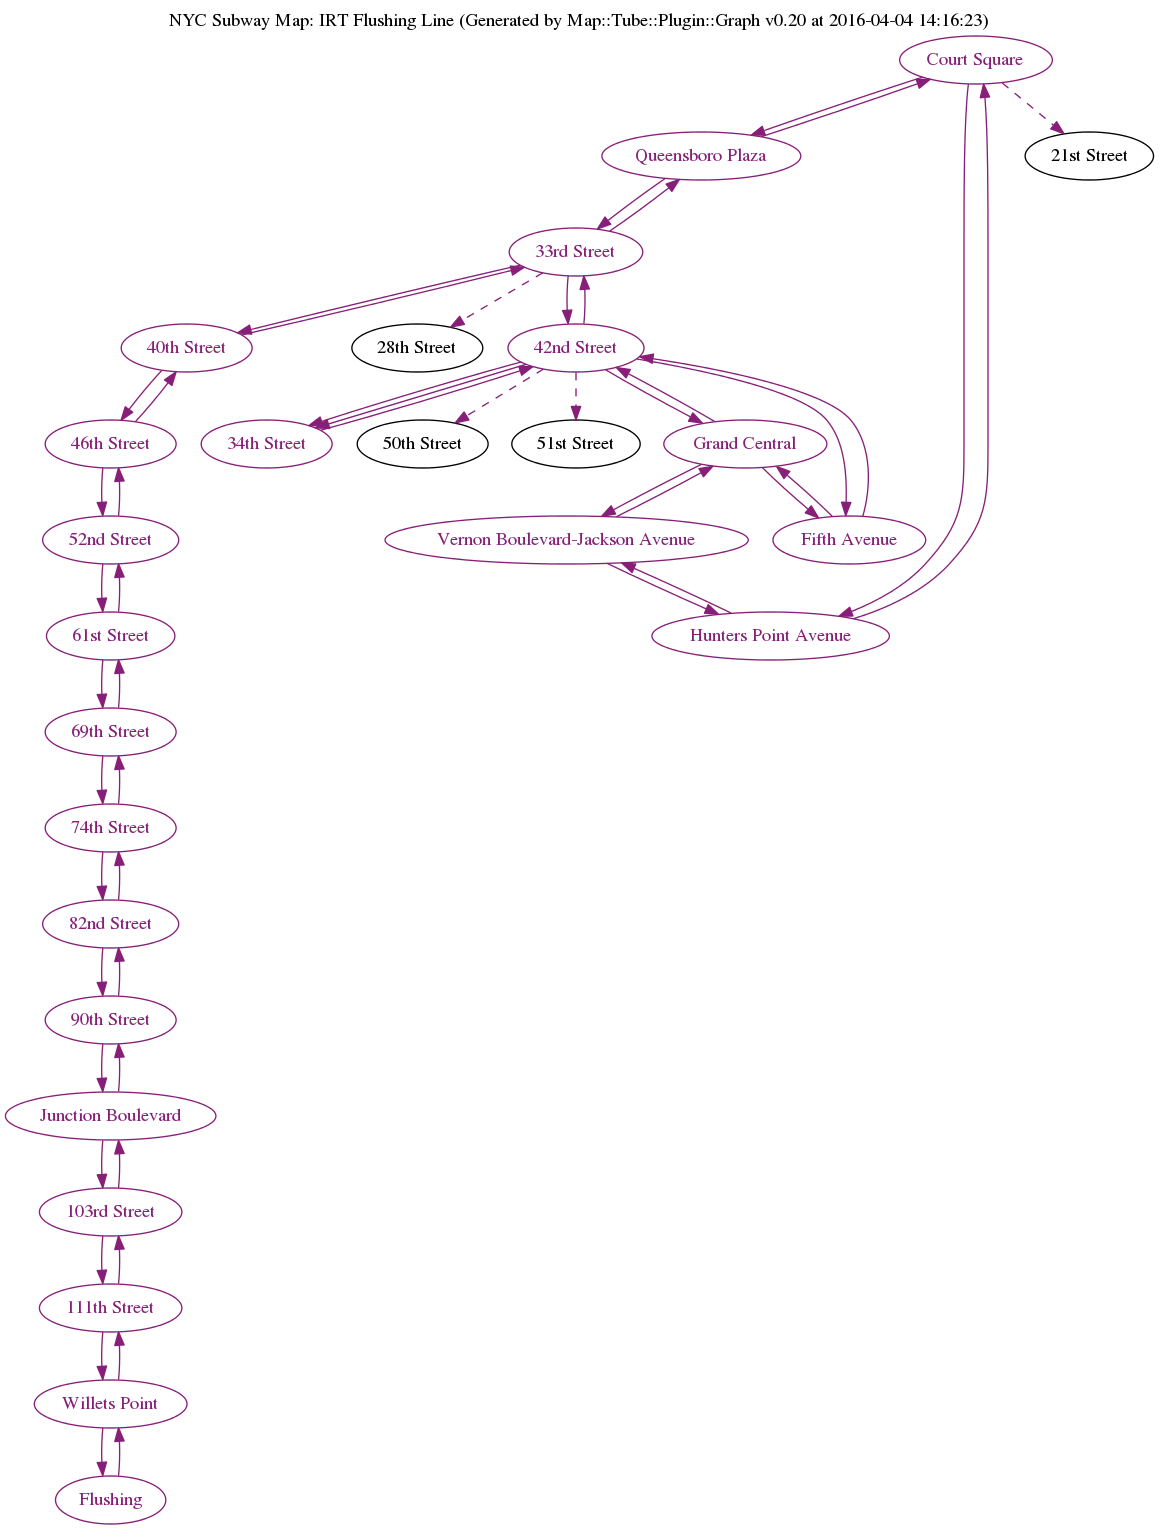 NYC Subway Map: IRT Flushing Line (Generated by Map::Tube::Plugin::Graph v0.20 at 2016-04-04 14:16:23)
Court Square
Queensboro Plaza
21st Street
33rd Street
40th Street
28th Street
42nd Street
46th Street
34th Street
50th Street
51st Street
Grand Central
52nd Street
Vernon Boulevard-Jackson Avenue
Fifth Avenue
61st Street
Hunters Point Avenue
69th Street
74th Street
82nd Street
90th Street
Junction Boulevard
103rd Street
111th Street
Willets Point
Flushing